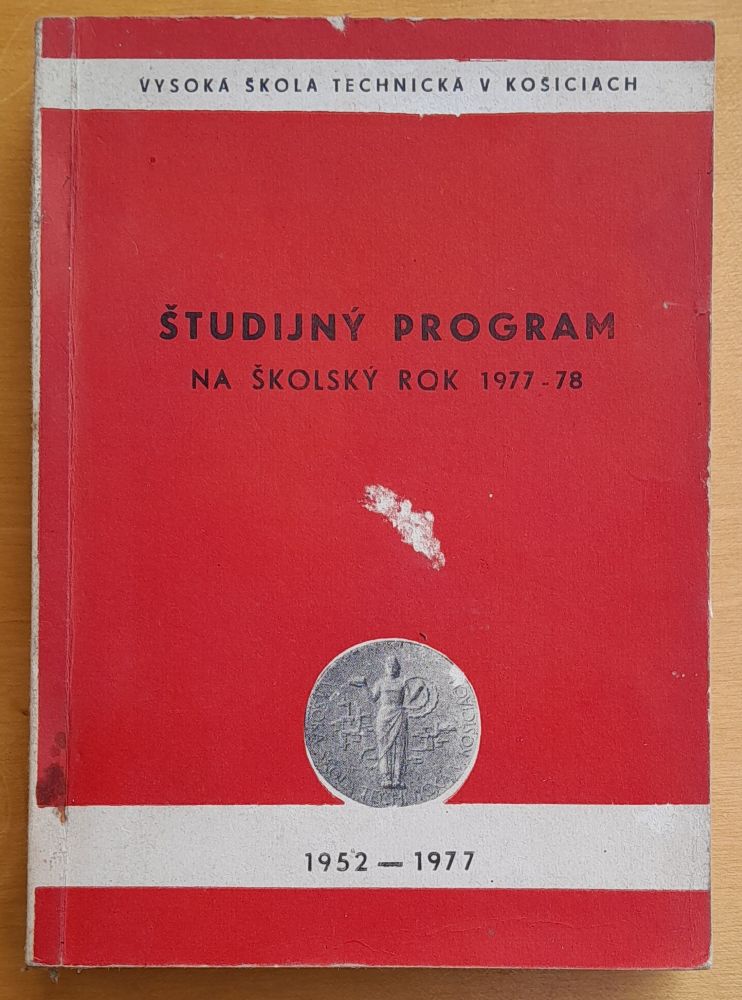 VYSOKÁ ŠKOLA TECHNICKÁ V KOŠICIACH
ŠTUDIJNÝ PROGRAM
NA ŠKOLSKÝ ROK 1977-78
1952 — 1977